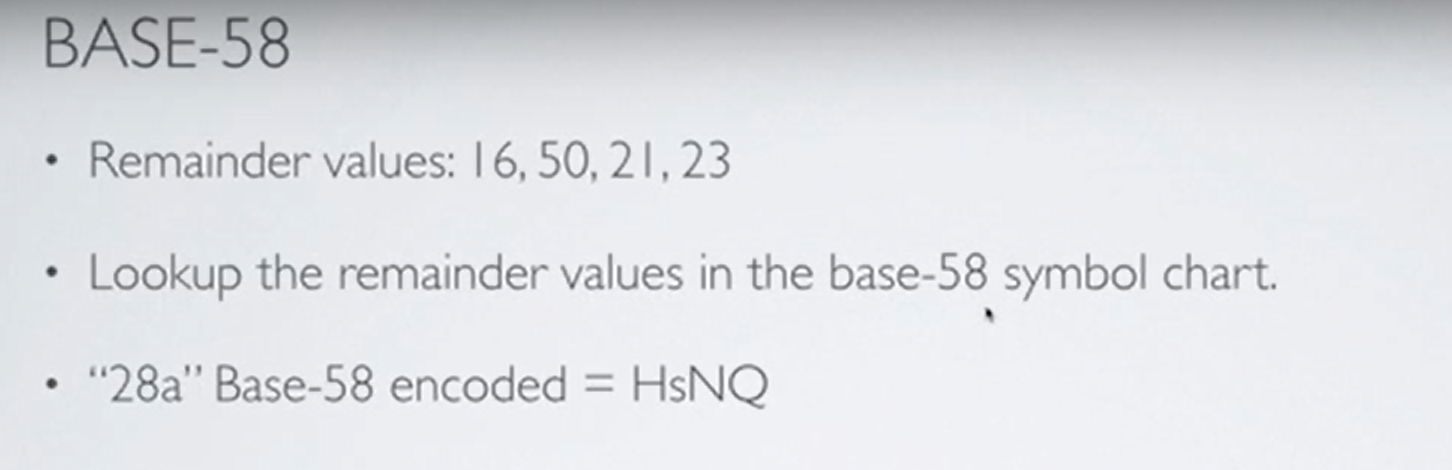 BASE-58
• Remainder values: 16, 50, 21, 23
• Lookup the remainder values in the base-58 symbol chart.
• “28a” Base-58 encoded = HsNQ